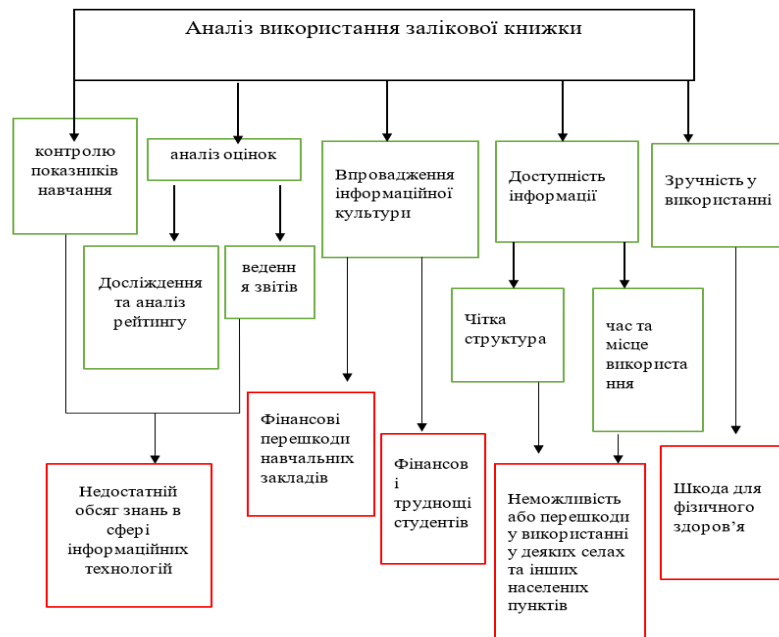 Аналіз використання залікової книжки
контролю
показників
навчання
аналіз оцінок
Впровадження
інформаційної
культури
Доступність
інформації
Зручність у
використанні
Досліждення
та аналіз
рейтингу
веденн
я звітів
Чітка
структура
час та
місце
використа
ння
Фінансові
перешкоди
навчальних
закладів
Фінансов
і
труднощі
студентів
Недостатній
обсяг знань в
сфері
інформаційних
технологій
Неможливість
або перешкоди
у використанні
у деяких селах
та інших
населених
пунктів
Шкода для
фізичного
здоров’я